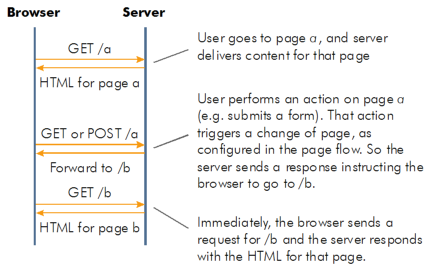 Browser Server
GET /a
HTML for page a
User goes to page a, and server
delivers content for that page
GET or POST /a
Forward to /b
User performs an action on page a
(e.g. submits a form). That action
triggers a change of page, as
configured in the page flow. So the
server sends a response instructing the
browser to go to /b.
GET /b
HTML for page b
Immediately, the browser sends a
request for /b and the server responds
with the HTML for that page.